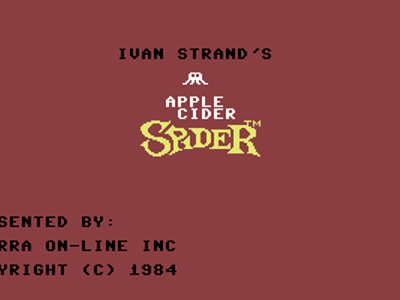 IVAN STRAND'S
APPLE
CIDER
SPIDER™
SENTED BY:
RRA ON-LINE INC
YRIGHT (C) 1984